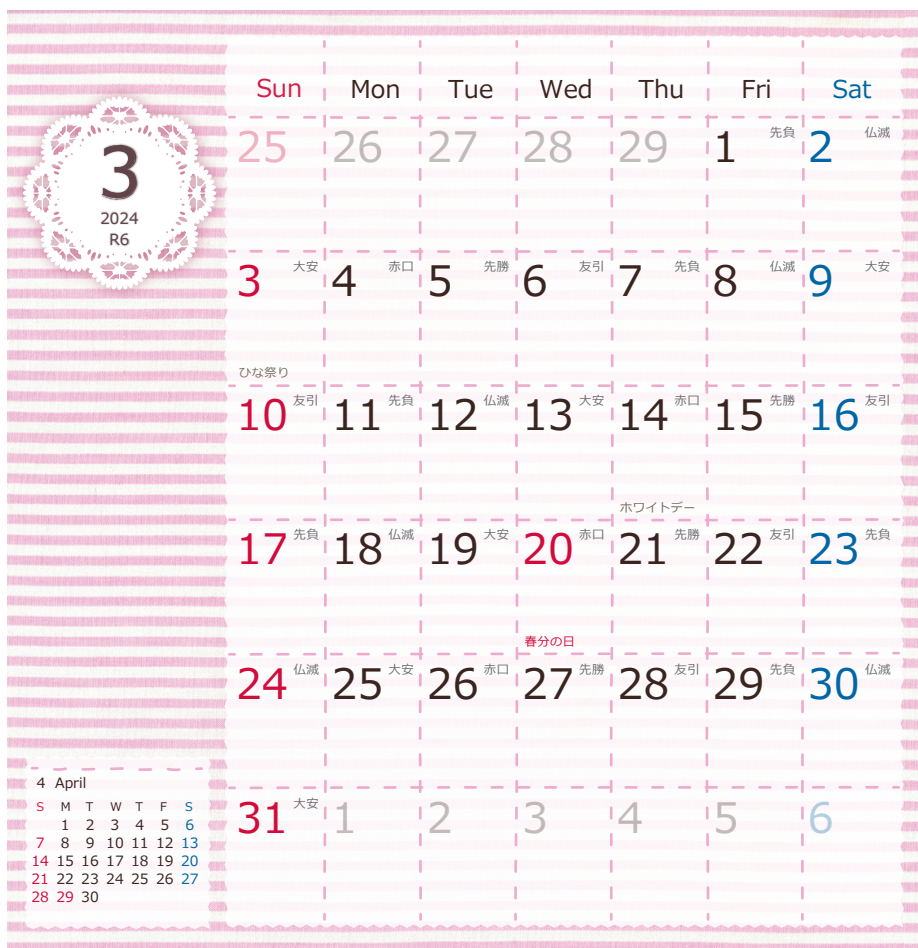 3
2024
R6
Sun Mon Tue Wed Thu Fri Sat
25 26 27 28 29 1 先負 2 仏滅
3 大安 4 赤口 5 先勝 6 友引 7 先負 8 仏滅 9 大安
ひな祭り
10 友引 11 先負 12 仏滅 13 大安 14 赤口 15 先勝 16 友引
ホワイトデー
17 先負 18 仏滅 19 大安 20 赤口 21 先勝 22 友引 23 先負
春分の日
24 仏滅 25 大安 26 赤口 27 先勝 28 友引 29 先負 30 仏滅
31 大安 1 2 3 4 5 6
4 April
S M T W T F S
1 2 3 4 5 6
7 8 9 10 11 12 13
14 15 16 17 18 19 20
21 22 23 24 25 26 27
28 29 30